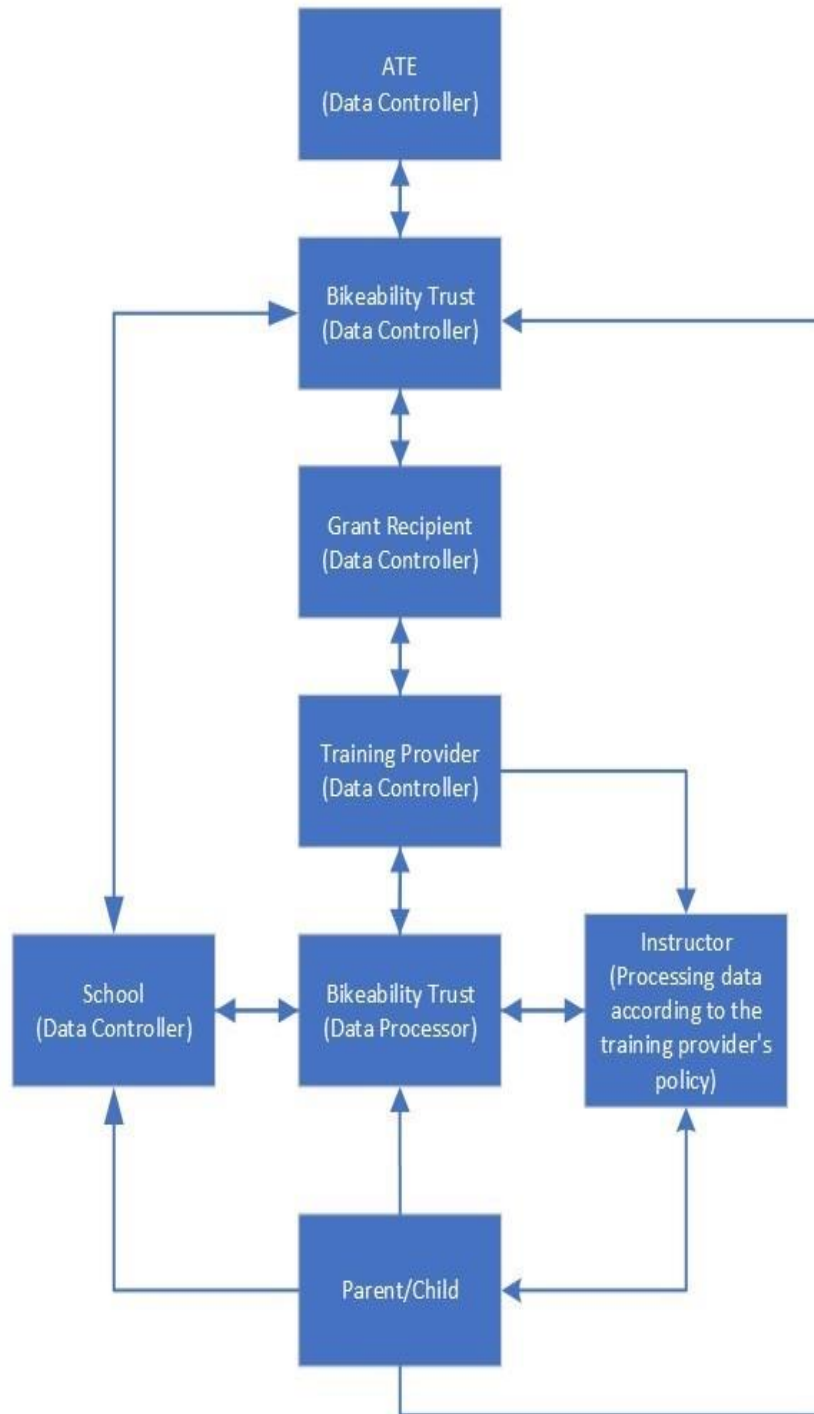 ATE
(Data Controller)
Bikeability Trust
(Data Controller)
Grant Recipient
(Data Controller)
Training Provider
(Data Controller)
School
(Data Controller)
Bikeability Trust
(Data Processor)
Instructor
(Processing data
according to the
training provider's
policy)
Parent/Child